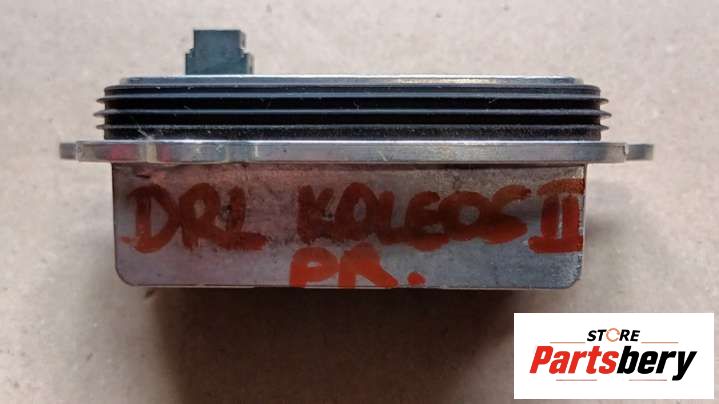 DRL KOLEOS II
PR.
STORE
Partsbery